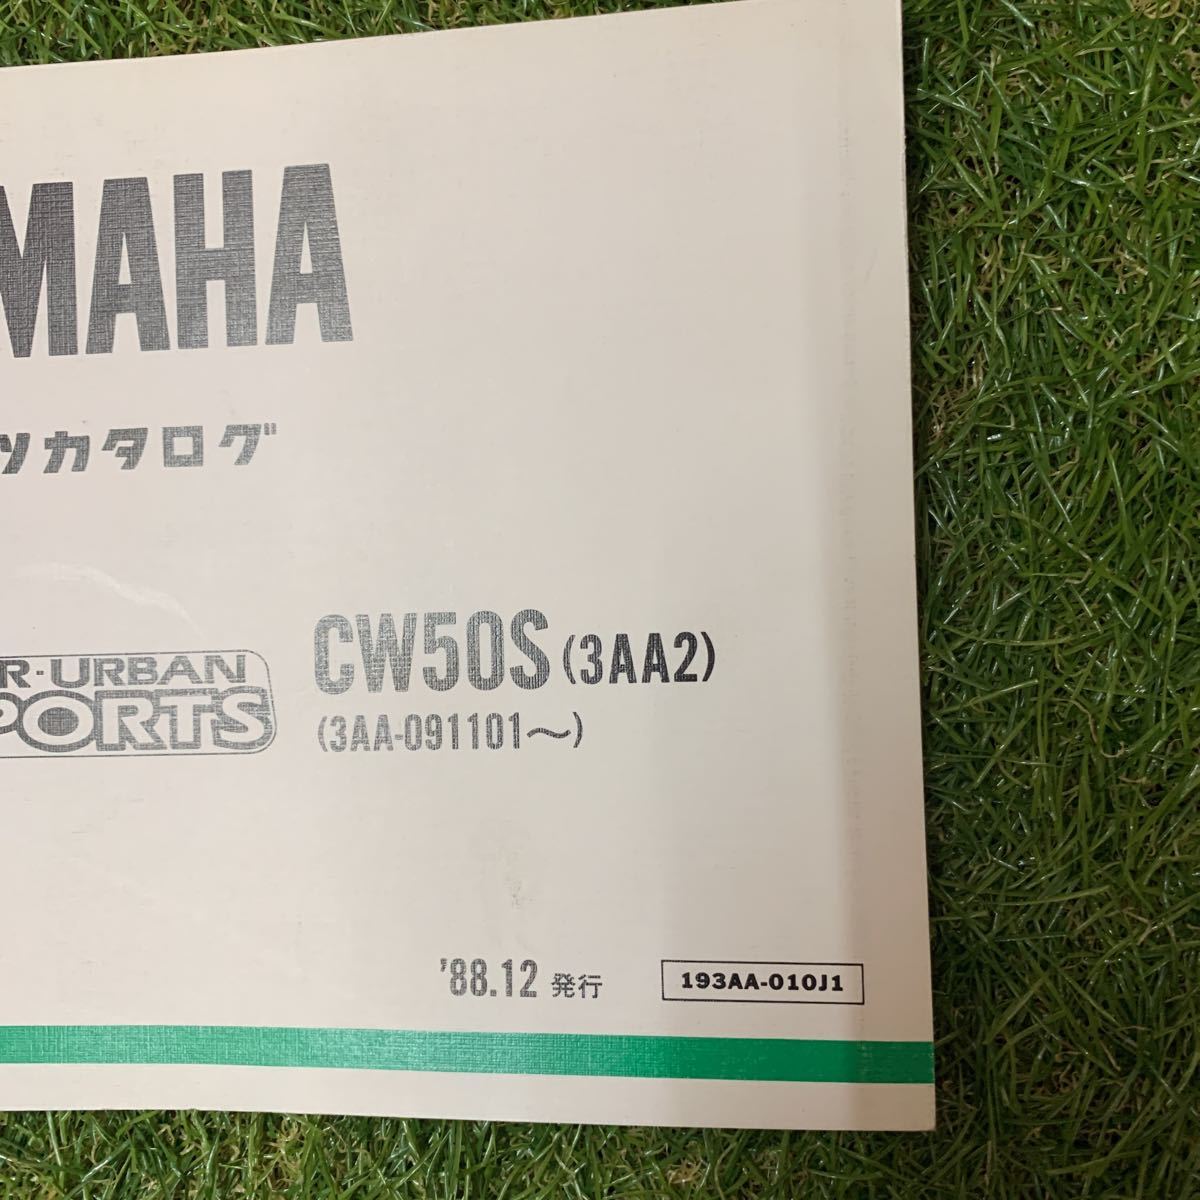 MAHA
ツカタログ
R・URBAN
PORTS
CW50S (3AA2)
(3AA-091101～)
'88.12 発行
193AA-010J1